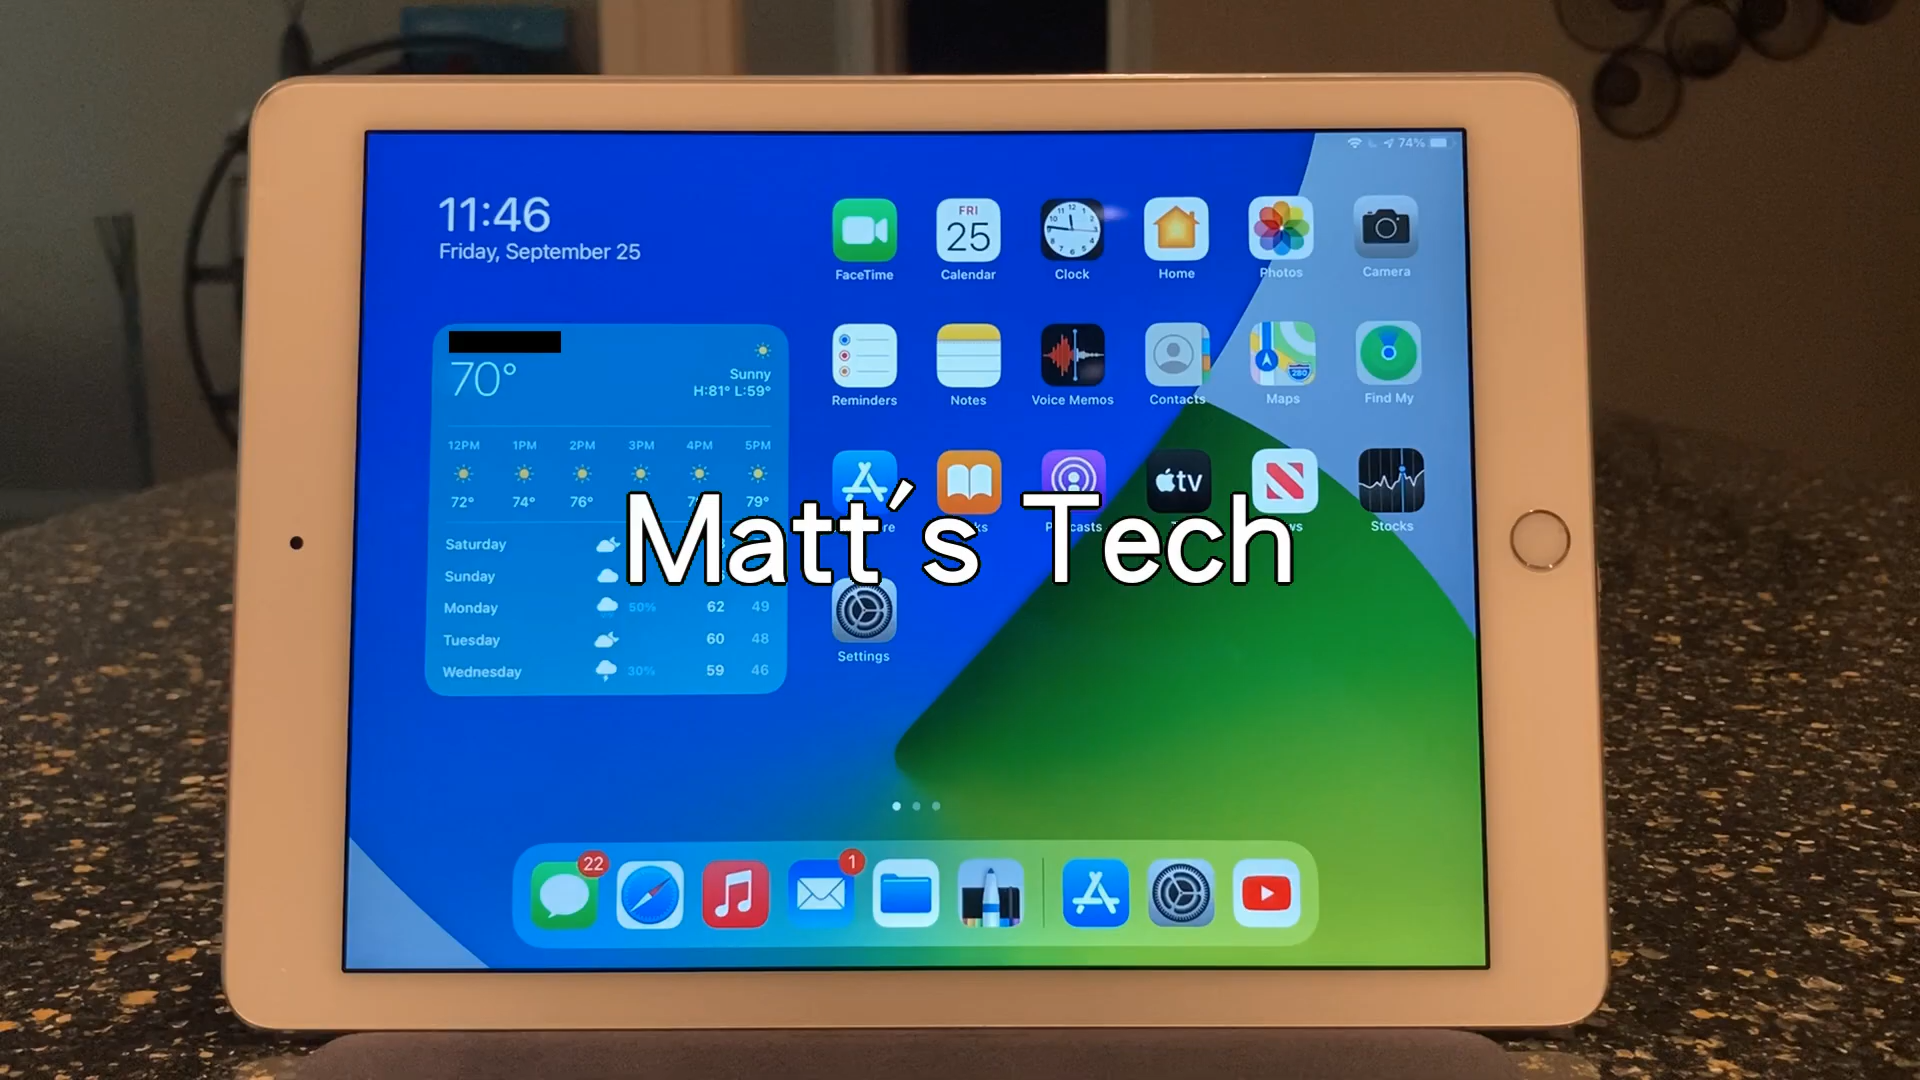 74%
11:46
Friday, September 25
FRI
25
FaceTime
Calendar
Clock
Home
Photos
Camera
70°
Sunny
H:81° L:59°
12PM 1PM 2PM 3PM 4PM 5PM
72° 74° 76° 79°
280
Reminders
Notes
Voice Memos
Contacts
Maps
Find My
tv
Stocks
Matt's Tech
Saturday
Sunday
Monday 50% 62 49
Tuesday 60 48
Wednesday 30% 59 46
Settings
22
1